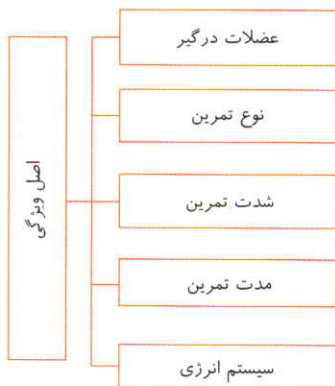 اصل ویژگی
عضلات درگیر
نوع تمرین
شدت تمرین
مدت تمرین
سیستم انرژی